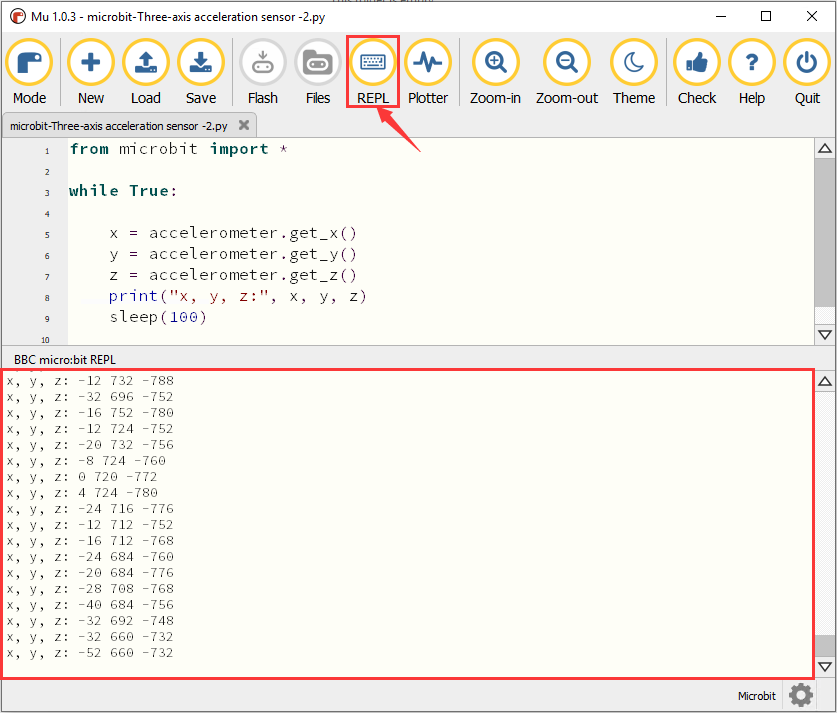 Mu 1.0.3 - microbit-Three-axis acceleration sensor -2.py
Mode New Load Save Flash Files REPL Plotter Zoom-in Zoom-out Theme Check Help Quit
microbit-Three-axis acceleration sensor -2.py
1 from microbit import *
2
3 while True:
4
5 x = accelerometer.get_x()
6 y = accelerometer.get_y()
7 z = accelerometer.get_z()
8 print("x, y, z:", x, y, z)
9 sleep(100)
10
BBC micro:bit REPL
x, y, z: -12 732 -788
x, y, z: -32 696 -752
x, y, z: -16 752 -780
x, y, z: -12 724 -752
x, y, z: -20 732 -756
x, y, z: -8 724 -760
x, y, z: 0 720 -772
x, y, z: 4 724 -780
x, y, z: -24 716 -776
x, y, z: -12 712 -752
x, y, z: -16 712 -768
x, y, z: -24 684 -760
x, y, z: -20 684 -776
x, y, z: -28 708 -768
x, y, z: -40 684 -756
x, y, z: -32 692 -748
x, y, z: -32 660 -732
x, y, z: -52 660 -732
Microbit